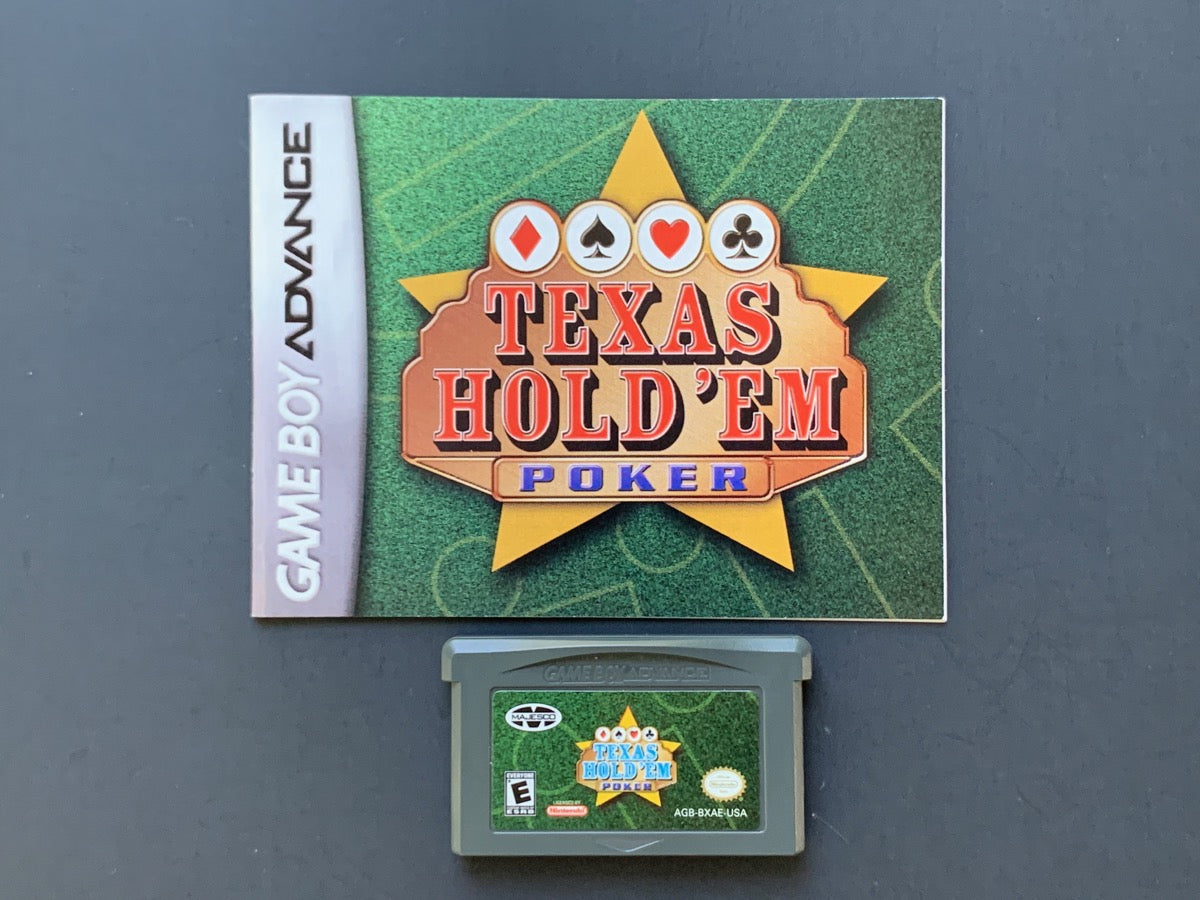 GAME BOY ADVANCE
TEXAS
HOLD 'EM
POKER
GAME BOY ADVANCE
MAJESCO
TEXAS
HOLD 'EM
POKER
EVERYONE
E
ESRB
LICENSED BY
Nintendo
Nintendo
AGB-BXAE-USA